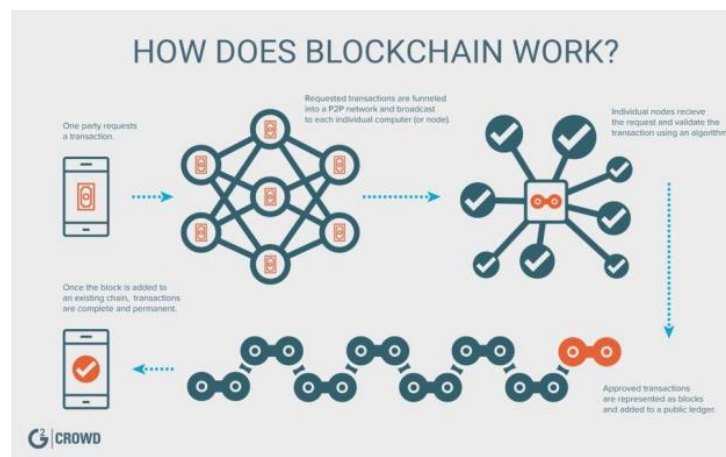 HOW DOES BLOCKCHAIN WORK?
One party requests
a transaction.
Requested transactions are funneled
into a P2P network and broadcast
to each individual computer (or node).
Individual nodes recieve
the request and validate the
transaction using an algorithm
Approved transactions
are represented as blocks
and added to a public ledger.
Once the block is added to
an existing chain, transactions
are complete and permanent.
G2 | CROWD